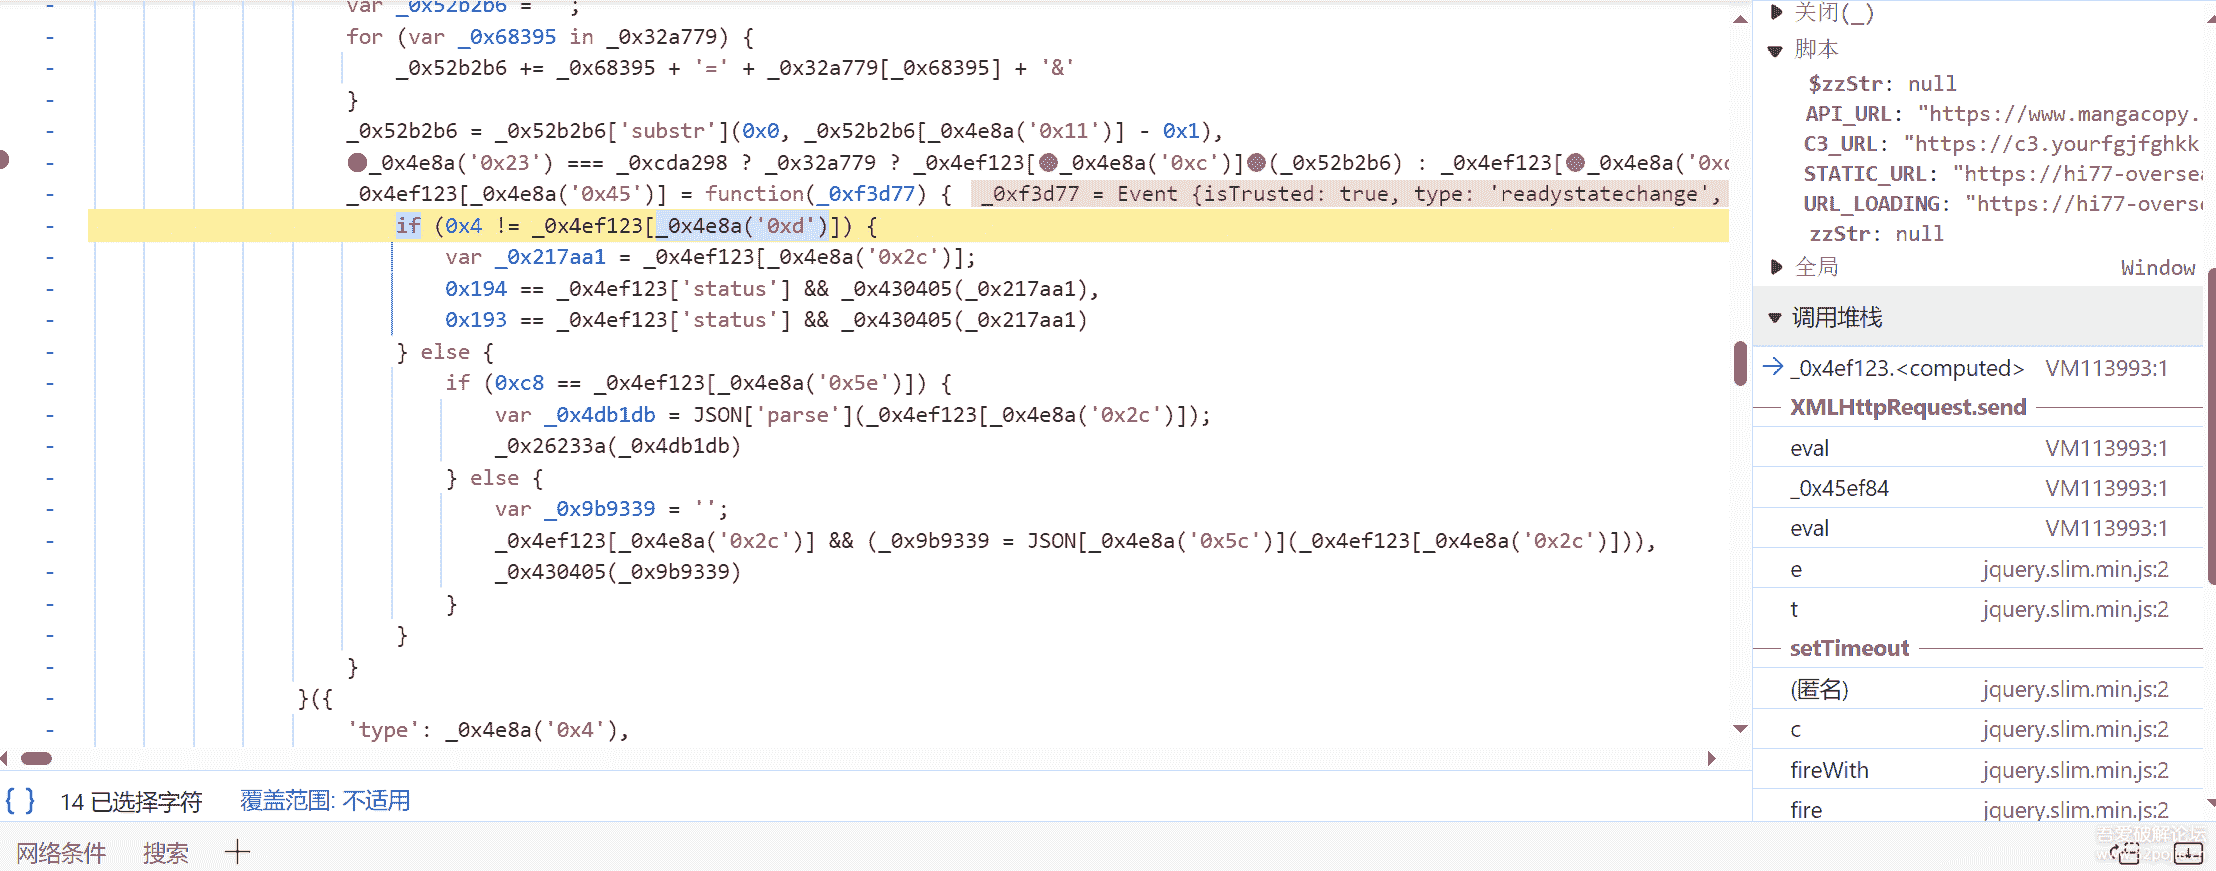 var _0x52b2b6 = '';
for (var _0x68395 in _0x32a779) {
_0x52b2b6 += _0x68395 + '=' + _0x32a779[_0x68395] + '&'
}
_0x52b2b6 = _0x52b2b6['substr'](0x0, _0x52b2b6[_0x4e8a('0x11')] - 0x1),
_0x4e8a('0x23') === _0xcda298 ? _0x32a779 ? _0x4ef123[_0x4e8a('0xc')](_0x52b2b6) : _0x4ef123[_0x4e8a('0xc
_0x4ef123[_0x4e8a('0x45')] = function(_0xf3d77) { _0xf3d77 = Event {isTrusted: true, type: 'readystatechange',
if (0x4 != _0x4ef123[_0x4e8a('0xd')]) {
var _0x217aa1 = _0x4ef123[_0x4e8a('0x2c')];
0x194 == _0x4ef123['status'] && _0x430405(_0x217aa1),
0x193 == _0x4ef123['status'] && _0x430405(_0x217aa1)
} else {
if (0xc8 == _0x4ef123[_0x4e8a('0x5e')]) {
var _0x4db1db = JSON['parse'](_0x4ef123[_0x4e8a('0x2c')]);
_0x26233a(_0x4db1db)
} else {
var _0x9b9339 = '';
_0x4ef123[_0x4e8a('0x2c')] && (_0x9b9339 = JSON[_0x4e8a('0x5c')](_0x4ef123[_0x4e8a('0x2c')])),
_0x430405(_0x9b9339)
}
}
}
}({
'type': _0x4e8a('0x4'),
{ } 14 已选择字符 覆盖范围: 不适用
网络条件 搜索 +
关闭(_)
脚本
$zzStr: null
API_URL: "https://www.mangacopy.
C3_URL: "https://c3.yourfgjfghkk
STATIC_URL: "https://hi77-oversea
URL_LOADING: "https://hi77-overse
zzStr: null
全局 Window
调用堆栈
_0x4ef123.<computed> VM113993:1
XMLHttpRequest.send
eval VM113993:1
_0x45ef84 VM113993:1
eval VM113993:1
e jquery.slim.min.js:2
t jquery.slim.min.js:2
setTimeout
(匿名) jquery.slim.min.js:2
c jquery.slim.min.js:2
fireWith jquery.slim.min.js:2
fire jquery.slim.min.js:2
吾爱破解论坛